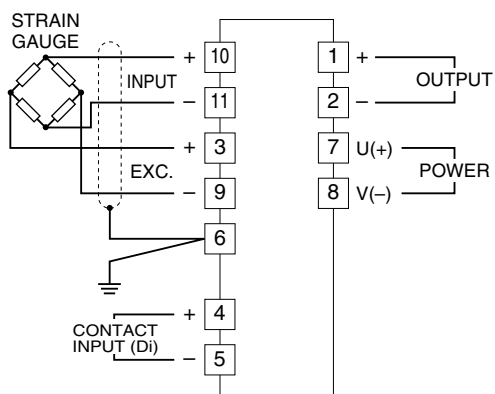 STRAIN
GAUGE
+ 10
INPUT
− 11
+ 3
EXC.
− 9
6
+ 4
CONTACT
INPUT (Di)
− 5
1 +
OUTPUT
2 −
7 U(+)
POWER
8 V(−)